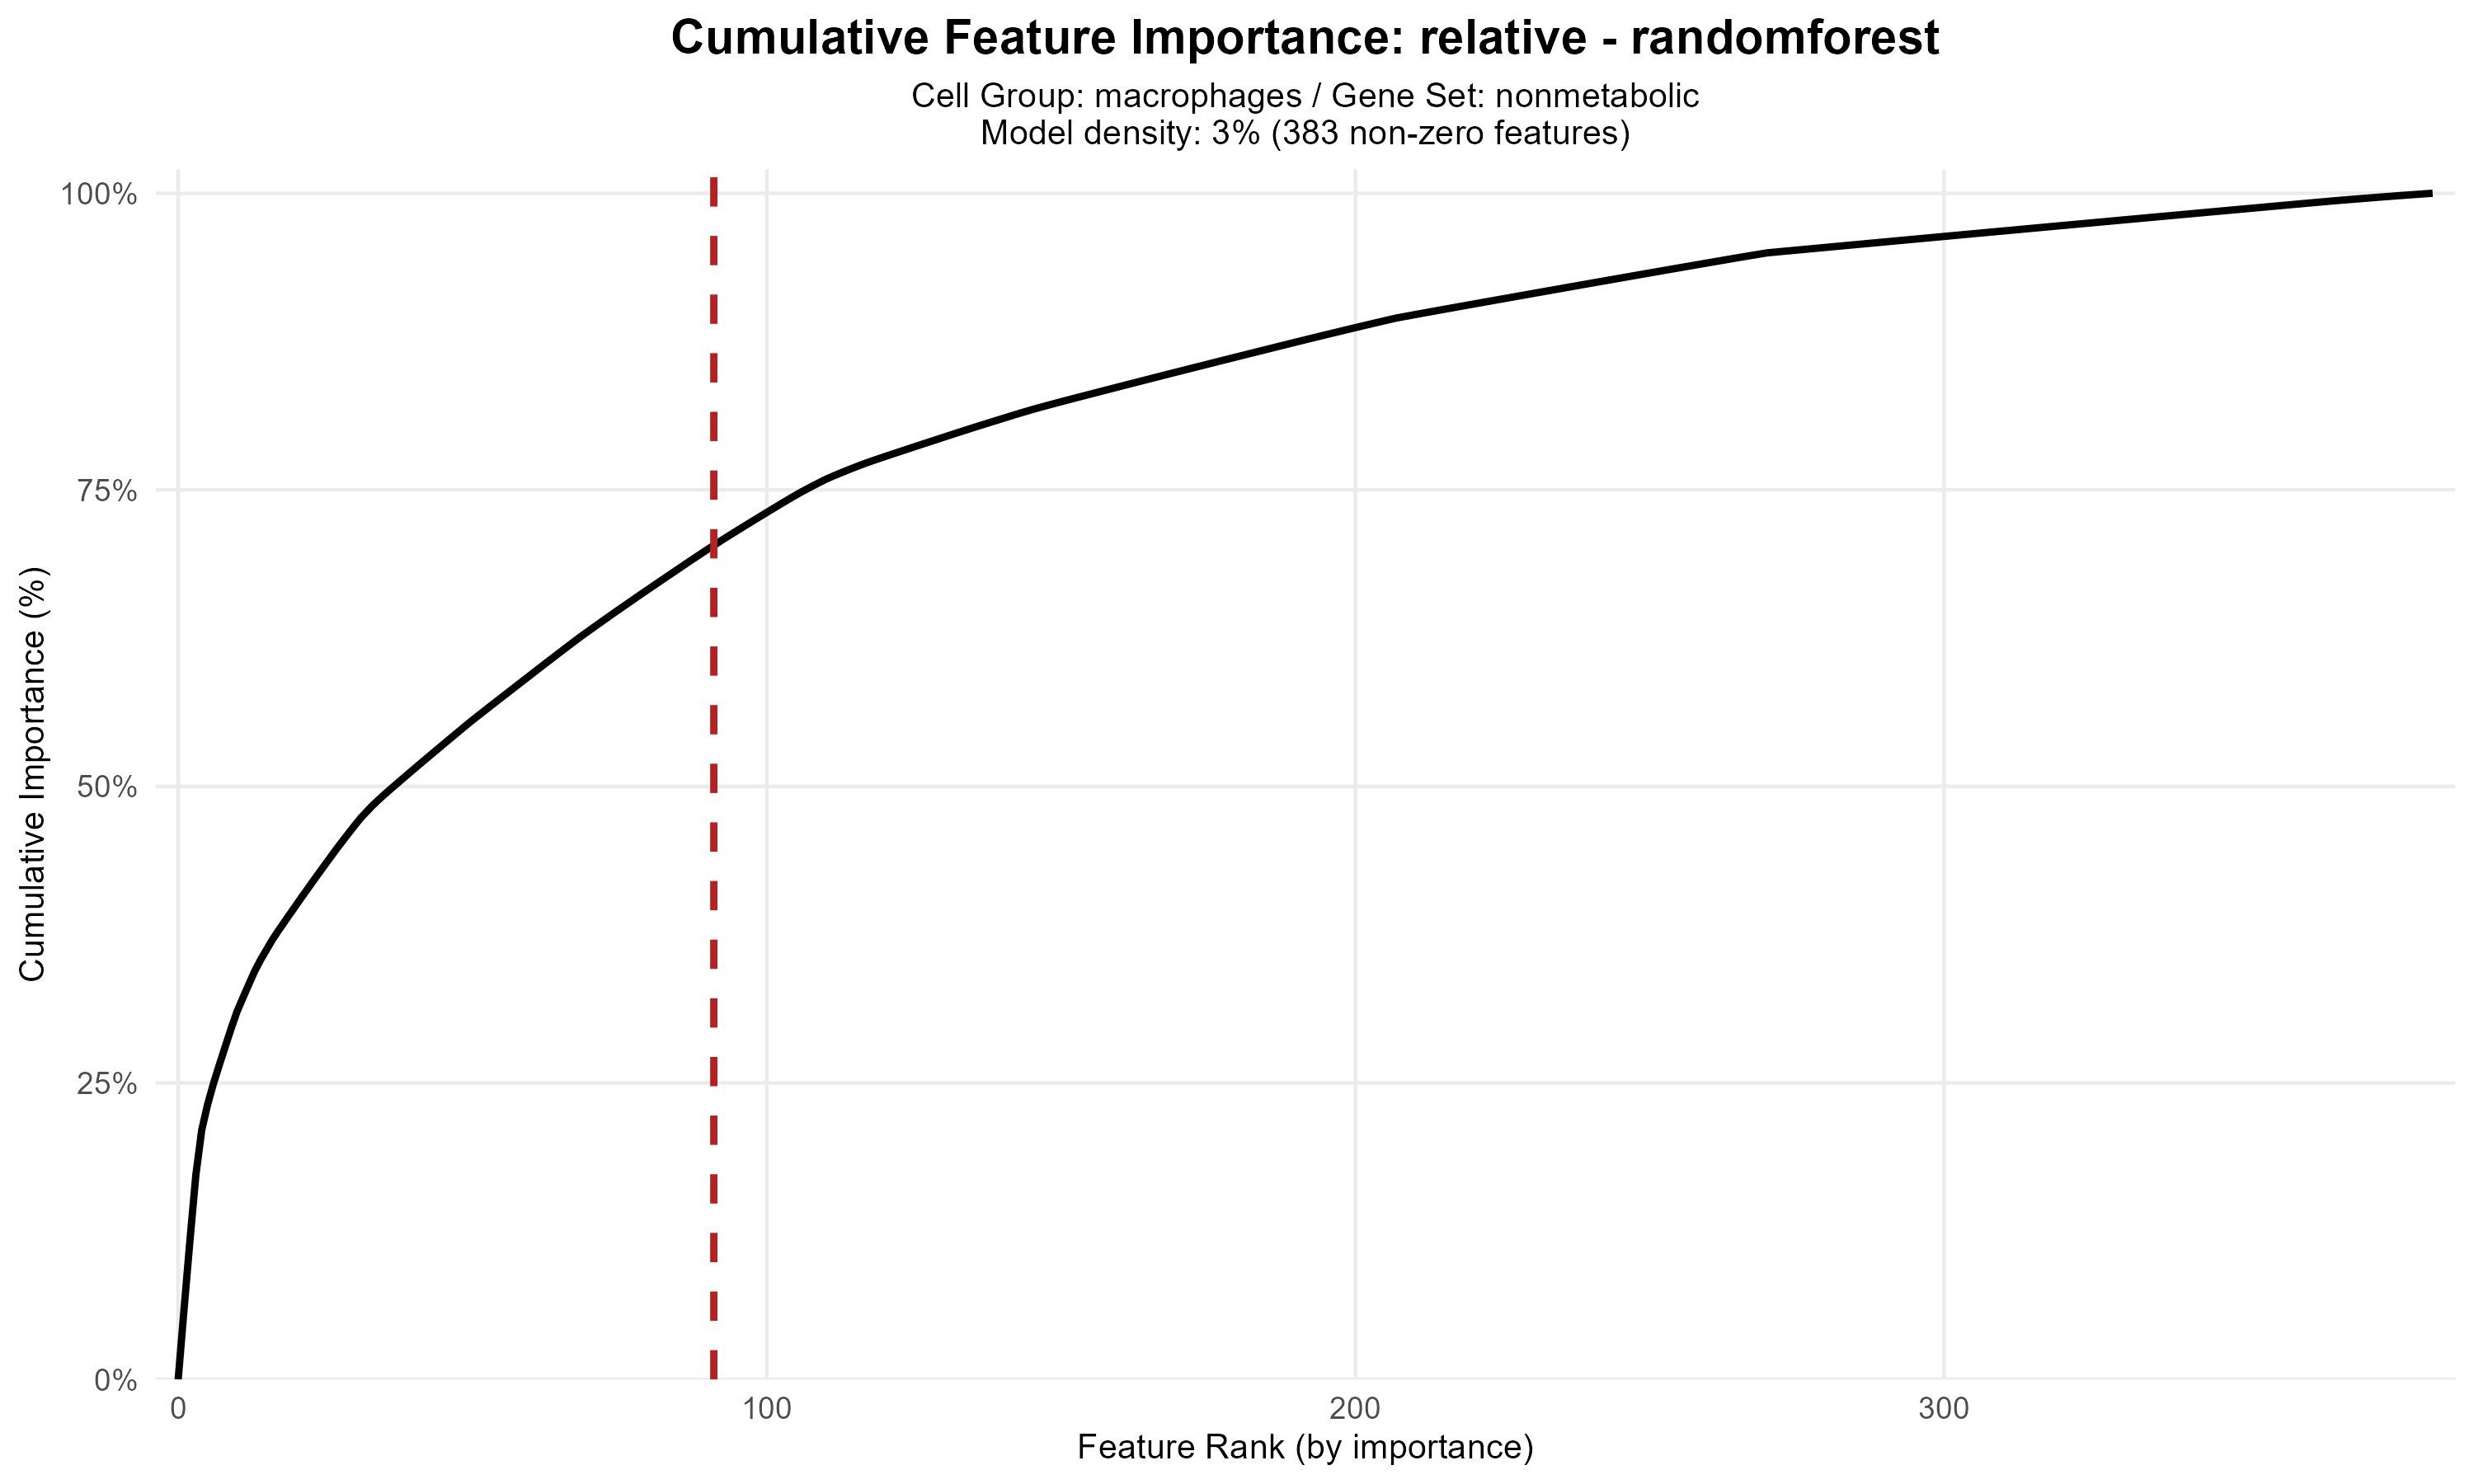 Cumulative Feature Importance: relative - randomforest
Cell Group: macrophages / Gene Set: nonmetabolic
Model density: 3% (383 non-zero features)
Cumulative Importance (%)
100%
75%
50%
25%
0%
0
100
200
300
Feature Rank (by importance)